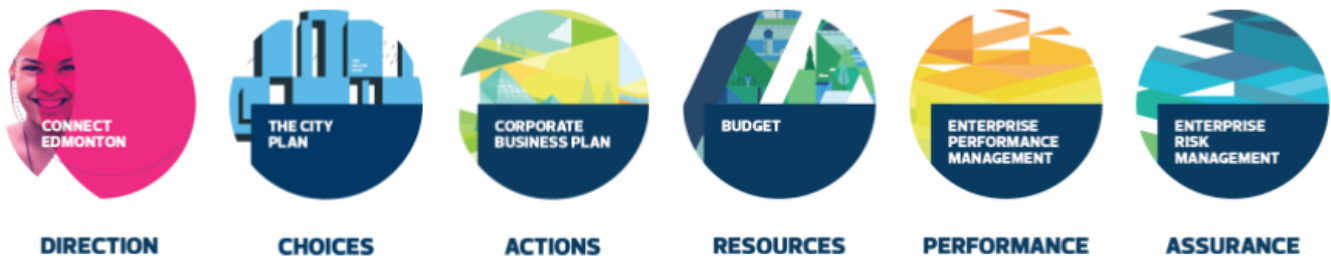 CONNECT
EDMONTON
THE CITY
PLAN
CORPORATE
BUSINESS PLAN
BUDGET
ENTERPRISE
PERFORMANCE
MANAGEMENT
ENTERPRISE
RISK
MANAGEMENT
DIRECTION
CHOICES
ACTIONS
RESOURCES
PERFORMANCE
ASSURANCE